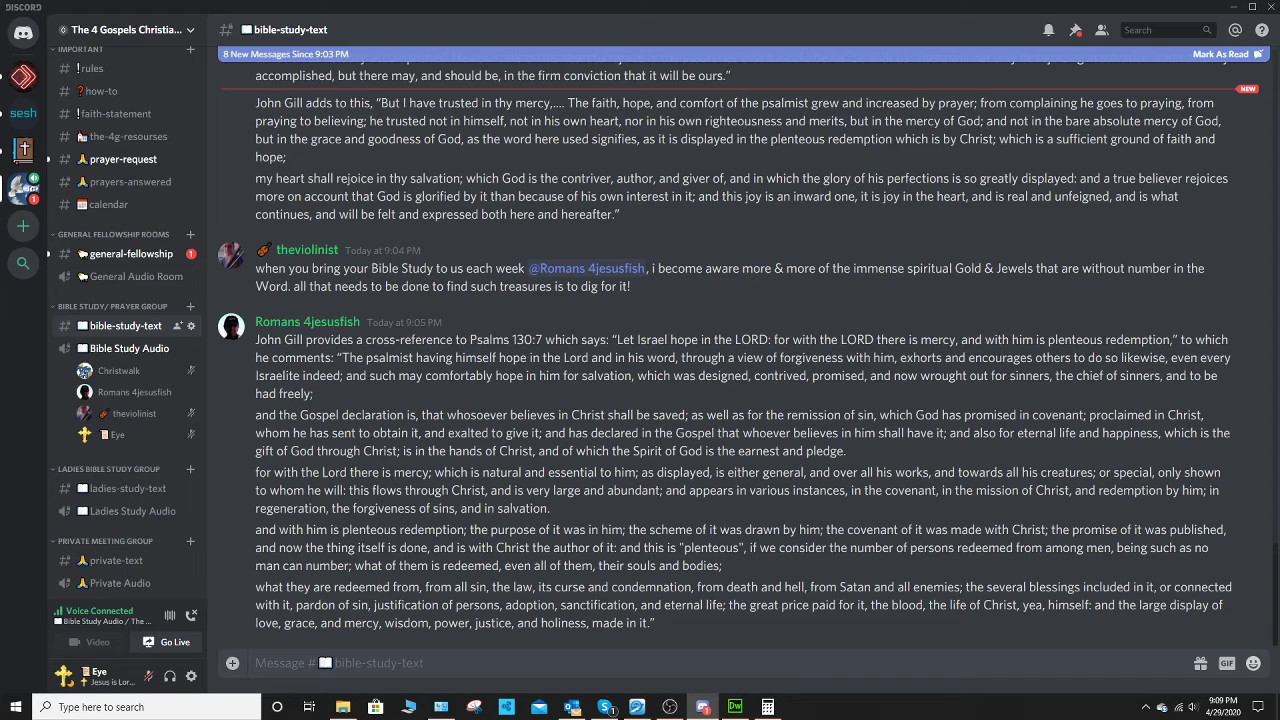 DISCORD
The 4 Gospels Christia...
bible-study-text
Search
8 New Messages Since 9:03 PM
Mark As Read
IMPORTANT
rules
how-to
faith-statement
the-4g-resourses
prayer-request
prayers-answered
calendar
GENERAL FELLOWSHIP ROOMS
general-fellowship
1
General Audio Room
BIBLE STUDY/ PRAYER GROUP
bible-study-text
Bible Study Audio
Christwalk
Romans 4jesusfish
theviolinist
Eye
LADIES BIBLE STUDY GROUP
ladies-study-text
Ladies Study Audio
PRIVATE MEETING GROUP
private-text
Private Audio
Voice Connected
Bible Study Audio / The ...
Video
Go Live
Eye
Jesus is Lor...
sesh
1
accomplished, but there may, and should be, in the firm conviction that it will be ours.”
NEW
John Gill adds to this, “But I have trusted in thy mercy,.... The faith, hope, and comfort of the psalmist grew and increased by prayer; from complaining he goes to praying, from
praying to believing; he trusted not in himself, not in his own heart, nor in his own righteousness and merits, but in the mercy of God; and not in the bare absolute mercy of God,
but in the grace and goodness of God, as the word here used signifies, as it is displayed in the plenteous redemption which is by Christ; which is a sufficient ground of faith and
hope;
my heart shall rejoice in thy salvation; which God is the contriver, author, and giver of, and in which the glory of his perfections is so greatly displayed: and a true believer rejoices
more on account that God is glorified by it than because of his own interest in it; and this joy is an inward one, it is joy in the heart, and is real and unfeigned, and is what
continues, and will be felt and expressed both here and hereafter.”
theviolinist Today at 9:04 PM
when you bring your Bible Study to us each week @Romans 4jesusfish, i become aware more & more of the immense spiritual Gold & Jewels that are without number in the
Word. all that needs to be done to find such treasures is to dig for it!
Romans 4jesusfish Today at 9:05 PM
John Gill provides a cross-reference to Psalms 130:7 which says: “Let Israel hope in the LORD: for with the LORD there is mercy, and with him is plenteous redemption,” to which
he comments: “The psalmist having himself hope in the Lord and in his word, through a view of forgiveness with him, exhorts and encourages others to do so likewise, even every
Israelite indeed; and such may comfortably hope in him for salvation, which was designed, contrived, promised, and now wrought out for sinners, the chief of sinners, and to be
had freely;
and the Gospel declaration is, that whosoever believes in Christ shall be saved; as well as for the remission of sin, which God has promised in covenant; proclaimed in Christ,
whom he has sent to obtain it, and exalted to give it; and has declared in the Gospel that whoever believes in him shall have it; and also for eternal life and happiness, which is the
gift of God through Christ; is in the hands of Christ, and of which the Spirit of God is the earnest and pledge.
for with the Lord there is mercy; which is natural and essential to him; as displayed, is either general, and over all his works, and towards all his creatures; or special, only shown
to whom he will: this flows through Christ, and is very large and abundant; and appears in various instances, in the covenant, in the mission of Christ, and redemption by him; in
regeneration, the forgiveness of sins, and in salvation.
and with him is plenteous redemption; the purpose of it was in him; the scheme of it was drawn by him; the covenant of it was made with Christ; the promise of it was published,
and now the thing itself is done, and is with Christ the author of it: and this is "plenteous", if we consider the number of persons redeemed from among men, being such as no
man can number; what of them is redeemed, even all of them, their souls and bodies;
what they are redeemed from, from all sin, the law, its curse and condemnation, from death and hell, from Satan and all enemies; the several blessings included in it, or connected
with it, pardon of sin, justification of persons, adoption, sanctification, and eternal life; the great price paid for it, the blood, the life of Christ, yea, himself: and the large display of
love, grace, and mercy, wisdom, power, justice, and holiness, made in it.”
Message # bible-study-text
GIF
Type here to search
Dw
9:09 PM
4/29/2020